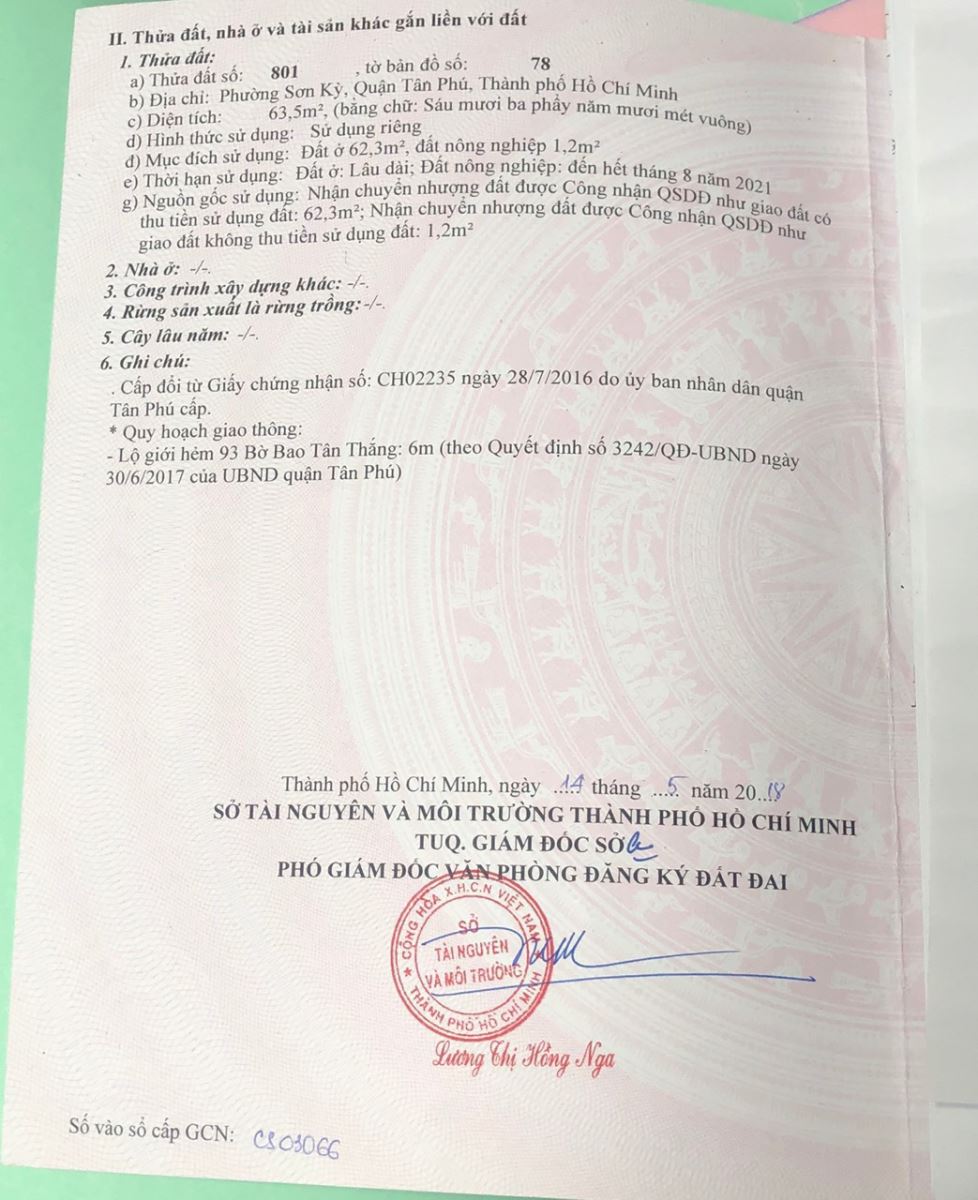 II. Thửa đất, nhà ở và tài sản khác gắn liền với đất
1. Thửa đất:
a) Thửa đất số: 801 , tờ bản đồ số: 78
b) Địa chỉ: Phường Sơn Kỳ, Quận Tân Phú, Thành phố Hồ Chí Minh
c) Diện tích: 63,5m², (bằng chữ: Sáu mươi ba phẩy năm mươi mét vuông)
d) Hình thức sử dụng: Sử dụng riêng
đ) Mục đích sử dụng: Đất ở 62,3m², đất nông nghiệp 1,2m²
e) Thời hạn sử dụng: Đất ở: Lâu dài; Đất nông nghiệp: đến hết tháng 8 năm 2021
g) Nguồn gốc sử dụng: Nhận chuyển nhượng đất được Công nhận QSDĐ như giao đất có
thu tiền sử dụng đất: 62,3m²; Nhận chuyển nhượng đất được Công nhận QSDĐ như
giao đất không thu tiền sử dụng đất: 1,2m²
2. Nhà ở: -/-.
3. Công trình xây dựng khác: -/-.
4. Rừng sản xuất là rừng trồng: -/-.
5. Cây lâu năm: -/-.
6. Ghi chú:
. Cấp đổi từ Giấy chứng nhận số: CH02235 ngày 28/7/2016 do ủy ban nhân dân quận
Tân Phú cấp.
* Quy hoạch giao thông:
- Lộ giới hẻm 93 Bờ Bao Tân Thắng: 6m (theo Quyết định số 3242/QĐ-UBND ngày
30/6/2017 của UBND quận Tân Phú)
Thành phố Hồ Chí Minh, ngày ..14 tháng ...5 năm 20..18
SỞ TÀI NGUYÊN VÀ MÔI TRƯỜNG THÀNH PHỐ HỒ CHÍ MINH
TUQ. GIÁM ĐỐC SỞ
PHÓ GIÁM ĐỐC VĂN PHÒNG ĐĂNG KÝ ĐẤT ĐAI
CỘNG HÒA X.H.C.N VIỆT NAM
SỞ
TÀI NGUYÊN
VÀ MÔI TRƯỜNG
★ THÀNH PHỐ HỒ CHÍ MINH
Lương Thị Hồng Nga
Số vào sổ cấp GCN: CS03066